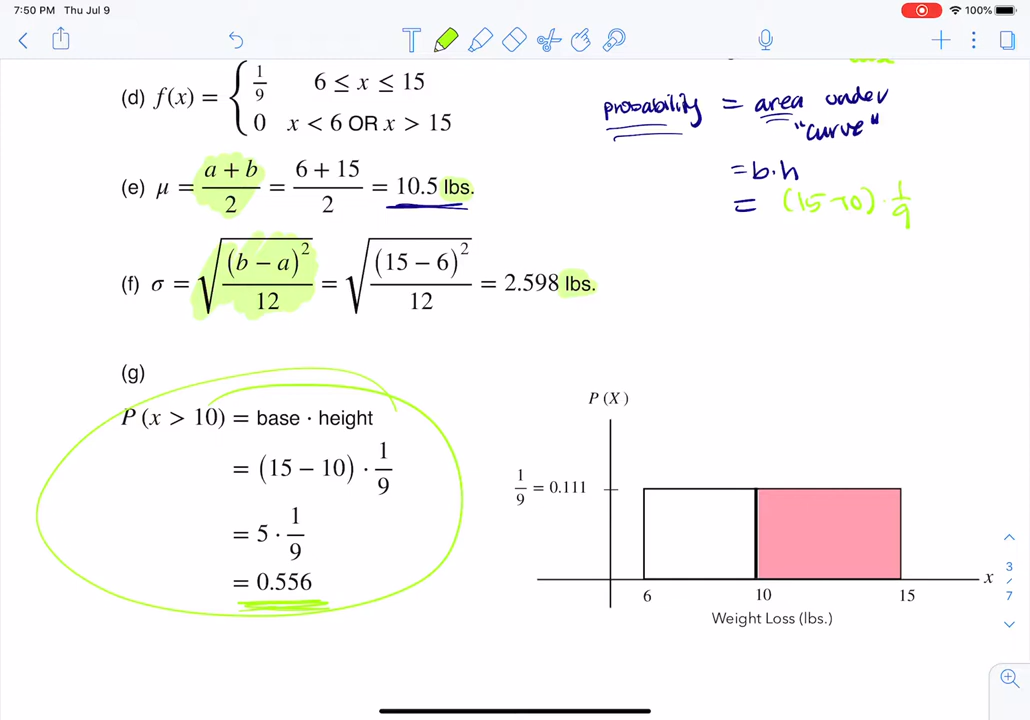 7:50 PM Thu Jul 9
100%
(d) f(x) = { 1/9 6 ≤ x ≤ 15
0 x < 6 OR x > 15
probability = area under
"curve"
= b·h
= (15-10) · 1/9
(e) μ = (a + b)/2 = (6 + 15)/2 = 10.5 lbs.
(f) σ = √((b − a)²/12) = √((15 − 6)²/12) = 2.598 lbs.
(g)
P (x > 10) = base · height
= (15 − 10) · 1/9
= 5 · 1/9
= 0.556
P (X)
1/9 = 0.111
6 10 15 x
Weight Loss (lbs.)
3
/
7